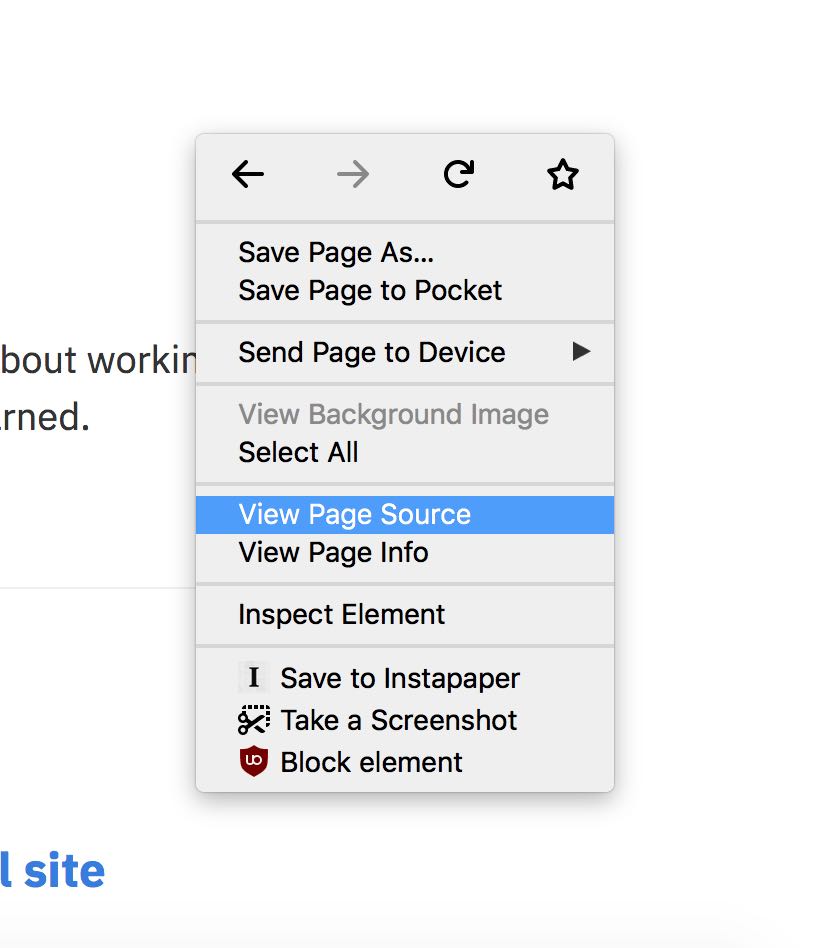 Save Page As...
Save Page to Pocket
bout workin
Send Page to Device
rned.
View Background Image
Select All
View Page Source
View Page Info
Inspect Element
I Save to Instapaper
Take a Screenshot
uo Block element
l site